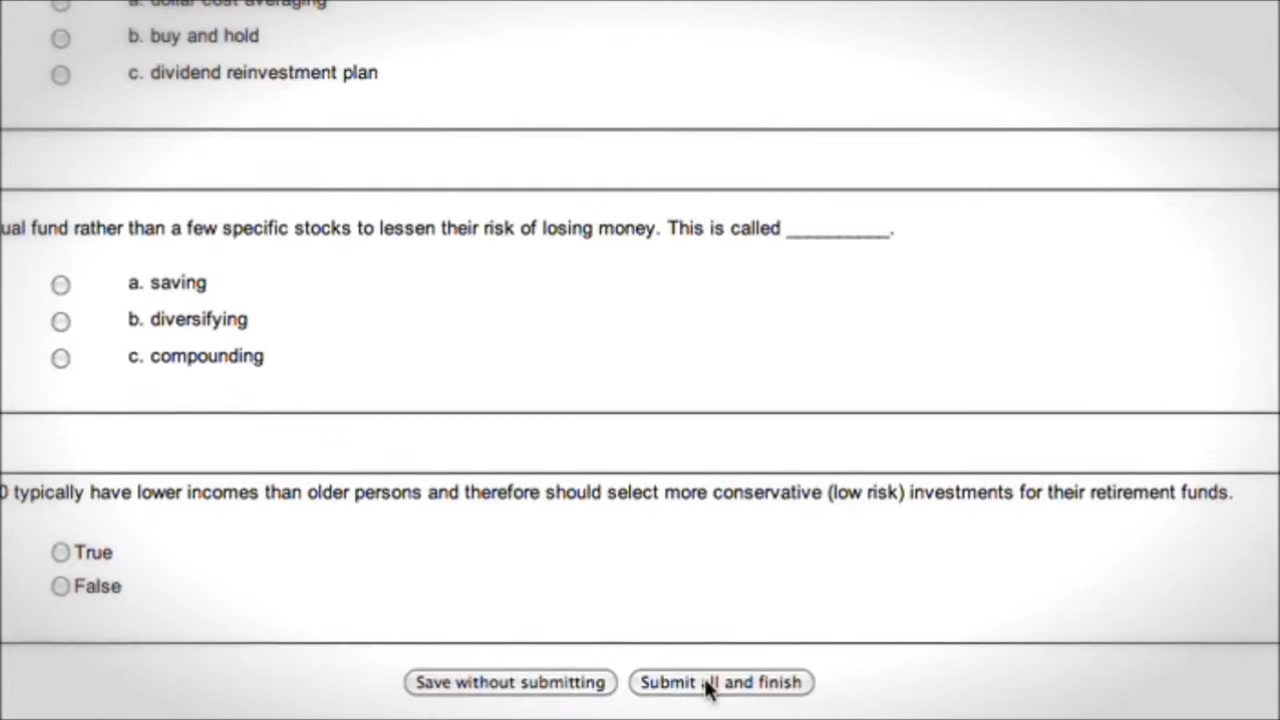 a. dollar cost averaging
b. buy and hold
c. dividend reinvestment plan
ual fund rather than a few specific stocks to lessen their risk of losing money. This is called __________.
a. saving
b. diversifying
c. compounding
0 typically have lower incomes than older persons and therefore should select more conservative (low risk) investments for their retirement funds.
True
False
Save without submitting
Submit all and finish